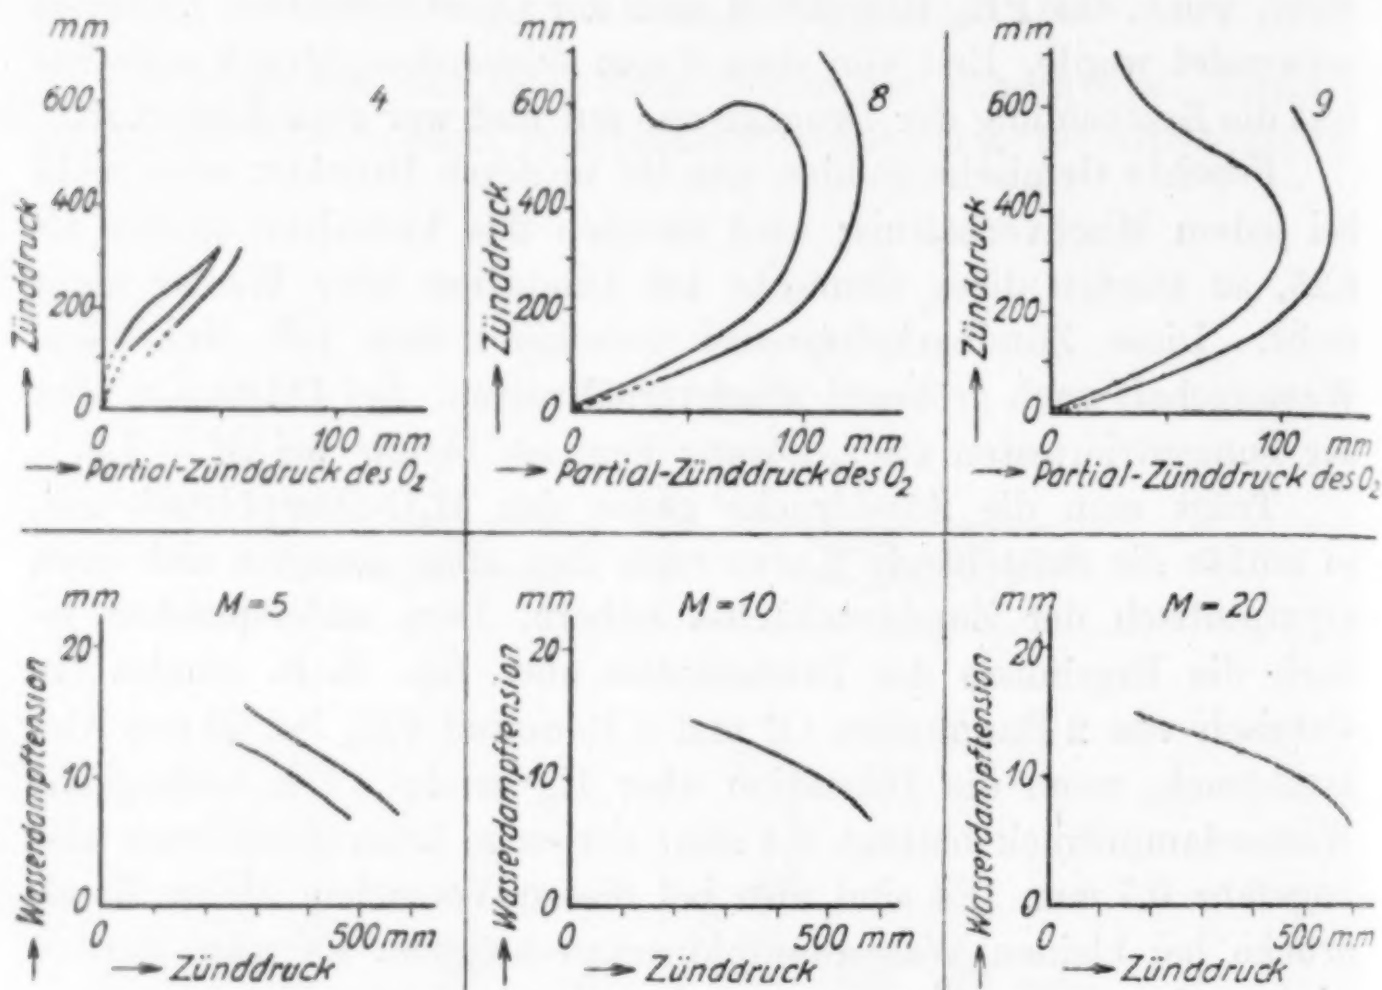 mm
4
600
400
200
0
0 100 mm
Zünddruck
Partial-Zünddruck des O₂
mm
8
600
400
200
0
0 100 mm
Zünddruck
Partial-Zünddruck des O₂
mm
9
600
400
200
0
0 100 mm
Zünddruck
Partial-Zünddruck des O₂
mm M=5
20
10
0
0 500 mm
Wasserdampftension
Zünddruck
mm M=10
20
10
0
0 500 mm
Wasserdampftension
Zünddruck
mm M=20
20
10
0
0 500 mm
Wasserdampftension
Zünddruck